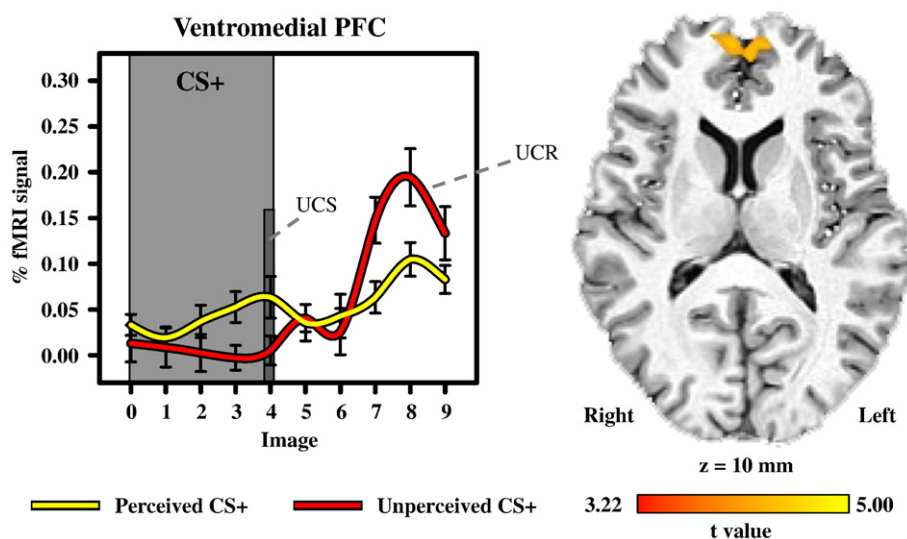 Ventromedial PFC
CS+
0.30
0.20
0.15
0.10
0.05
0.00
% fMRI signal
UCS
UCR
0 1 2 3 4 5 6 7 8 9
Image
Right
Left
z = 10 mm
Perceived CS+
Unperceived CS+
3.22
5.00
t value